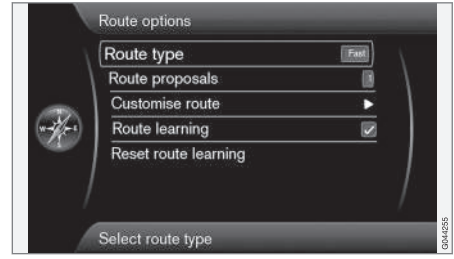 Route options
Route type Fast
Route proposals 1
Customise route
Route learning
Reset route learning
Select route type
G044255